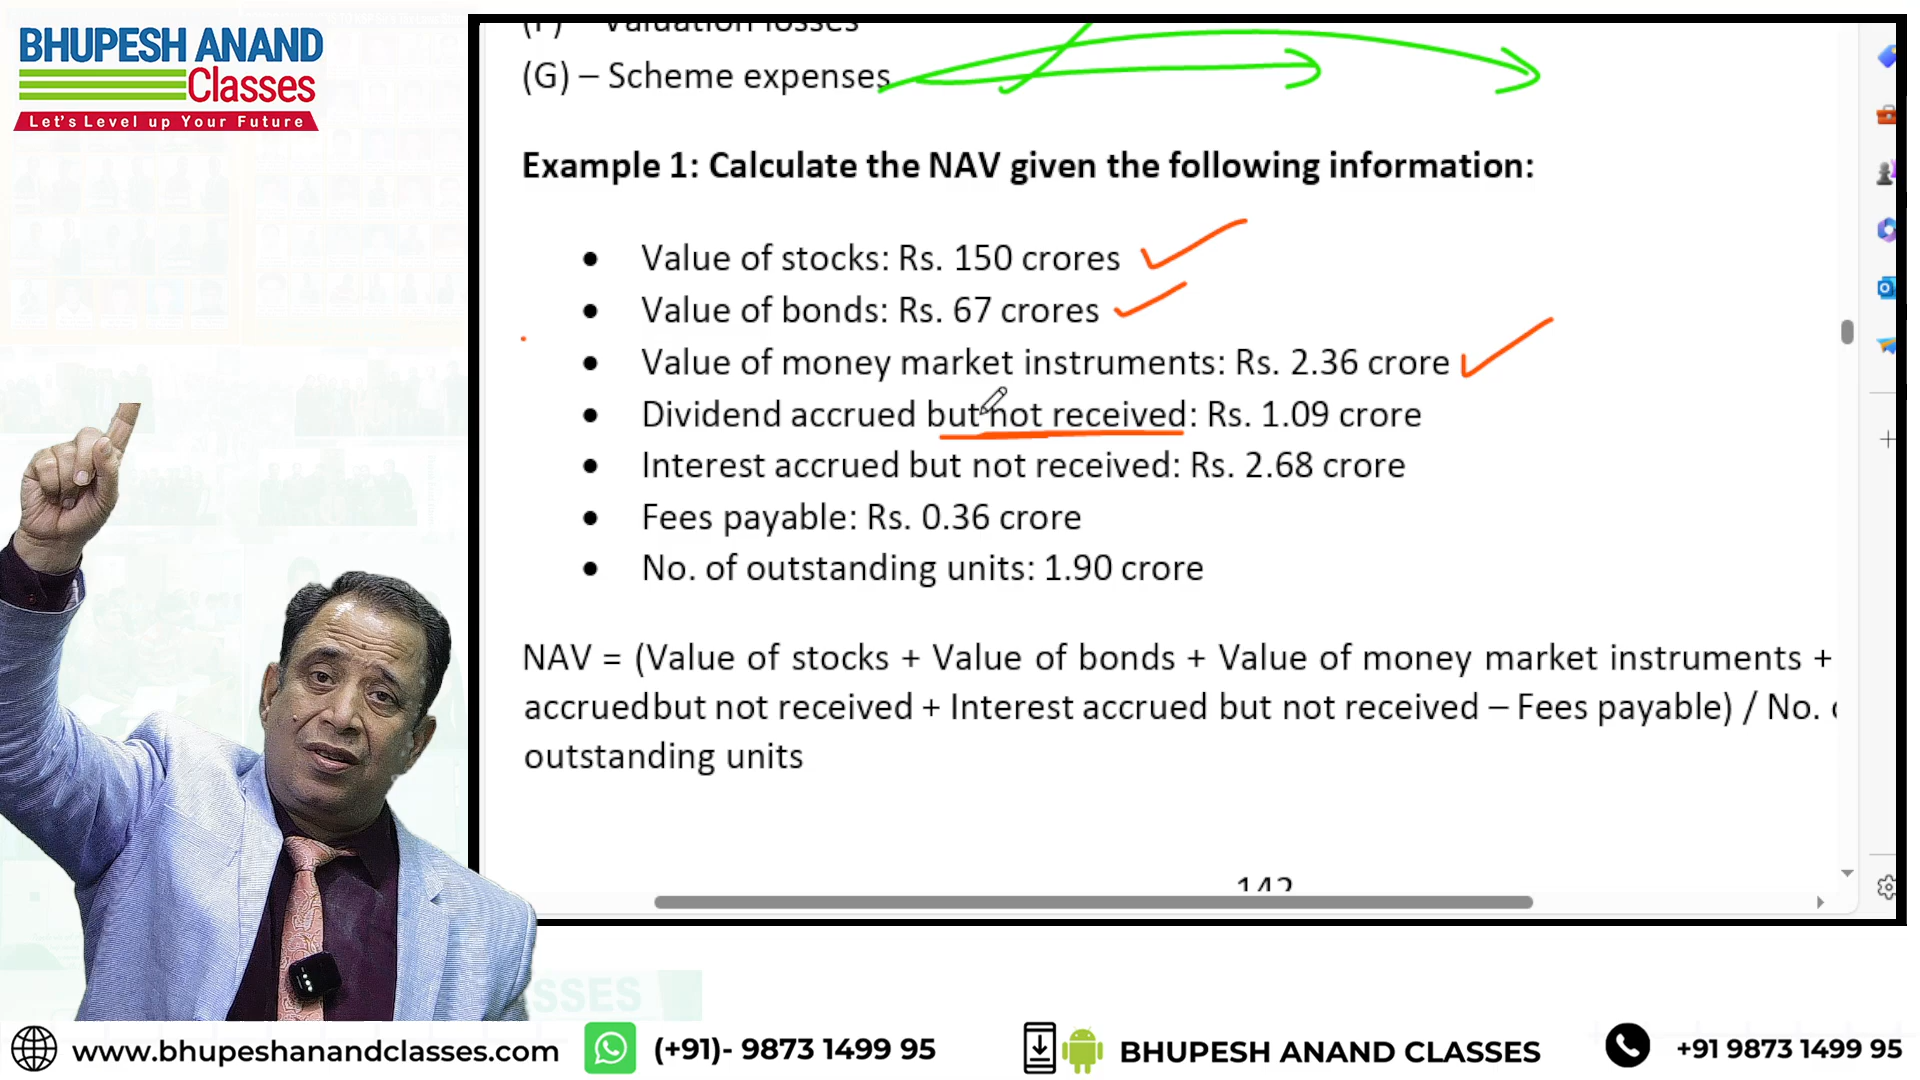 BHUPESH ANAND
Classes
Let's Level up Your Future
(F) – Valuation losses
(G) – Scheme expenses
Example 1: Calculate the NAV given the following information:
• Value of stocks: Rs. 150 crores
• Value of bonds: Rs. 67 crores
• Value of money market instruments: Rs. 2.36 crore
• Dividend accrued but not received: Rs. 1.09 crore
• Interest accrued but not received: Rs. 2.68 crore
• Fees payable: Rs. 0.36 crore
• No. of outstanding units: 1.90 crore
NAV = (Value of stocks + Value of bonds + Value of money market instruments +
accruedbut not received + Interest accrued but not received – Fees payable) / No.
outstanding units
142
www.bhupeshanandclasses.com
(+91)- 9873 1499 95
BHUPESH ANAND CLASSES
+91 9873 1499 95